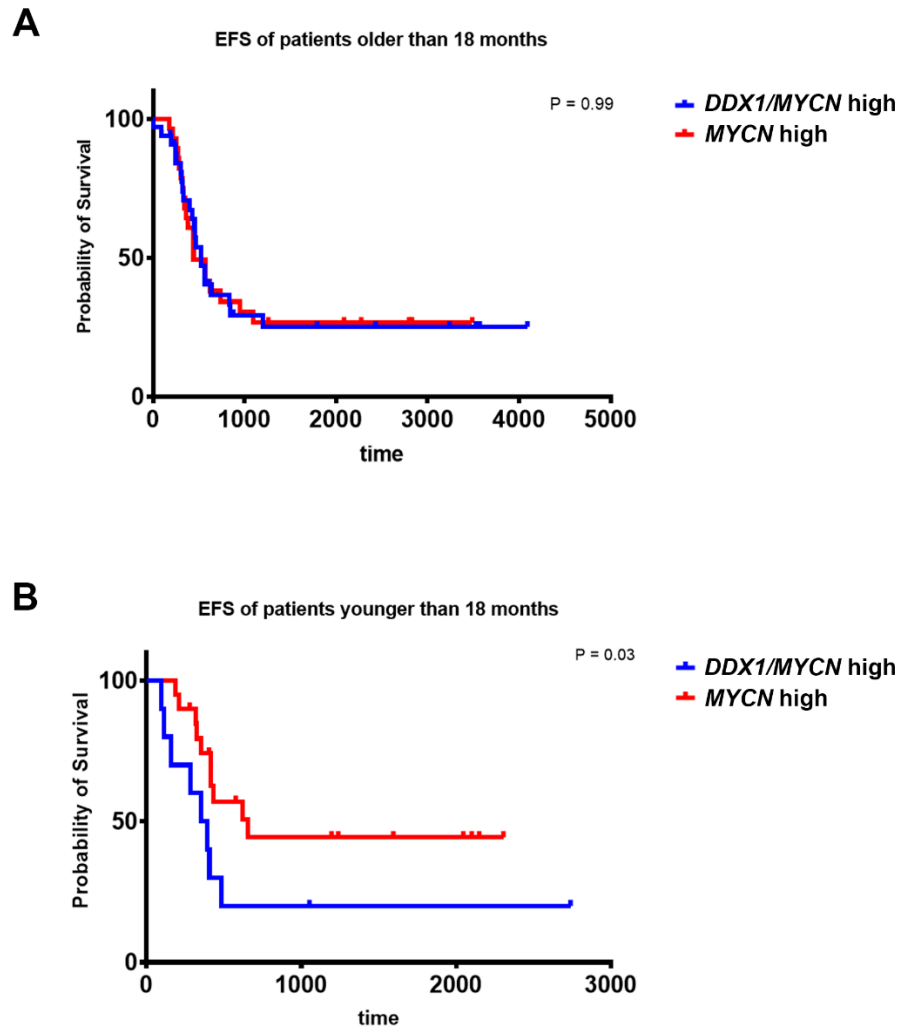 A
EFS of patients older than 18 months
P = 0.99
DDX1/MYCN high
MYCN high
Probability of Survival
100
50
0
0 1000 2000 3000 4000 5000
time
B
EFS of patients younger than 18 months
P = 0.03
DDX1/MYCN high
MYCN high
Probability of Survival
100
50
0
0 1000 2000 3000
time